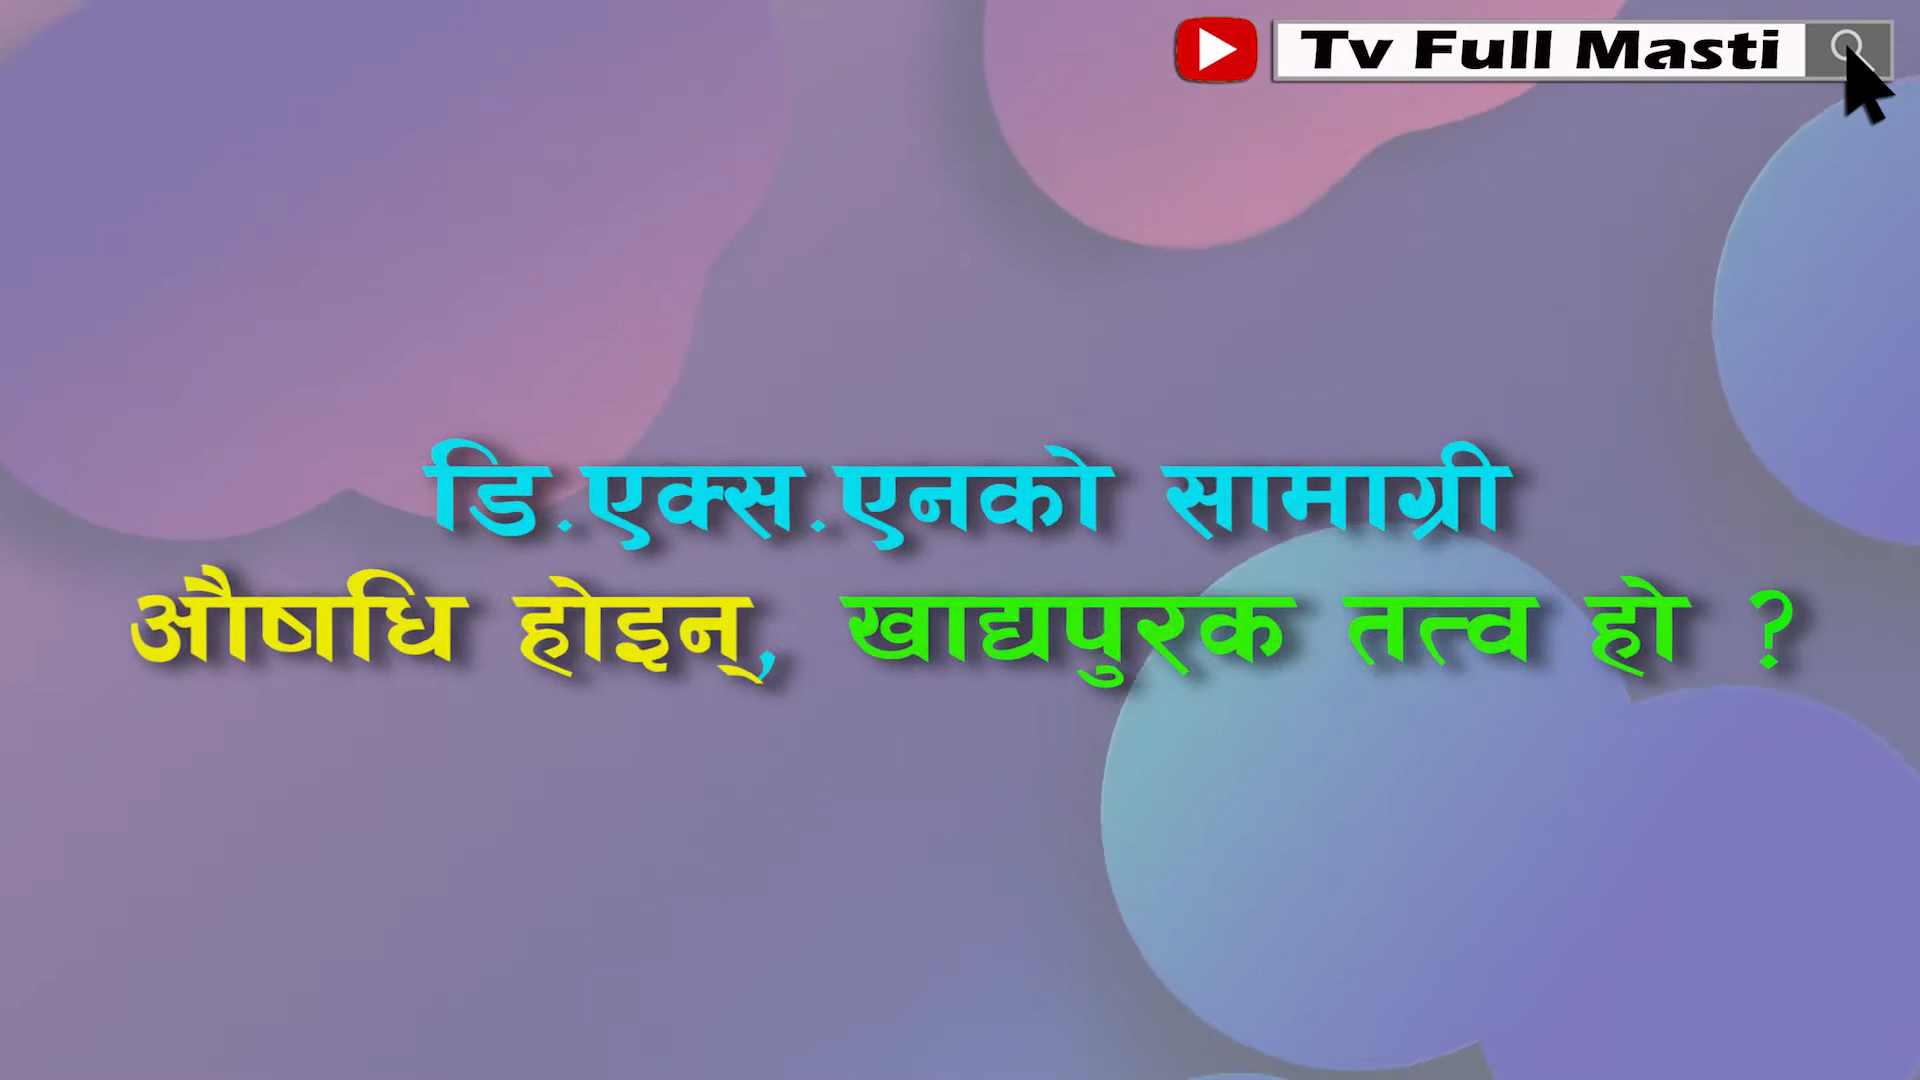 Tv Full Masti
डि.एक्स.एनको सामाग्री
औषधि होइन्, खाद्यपुरक तत्व हो ?